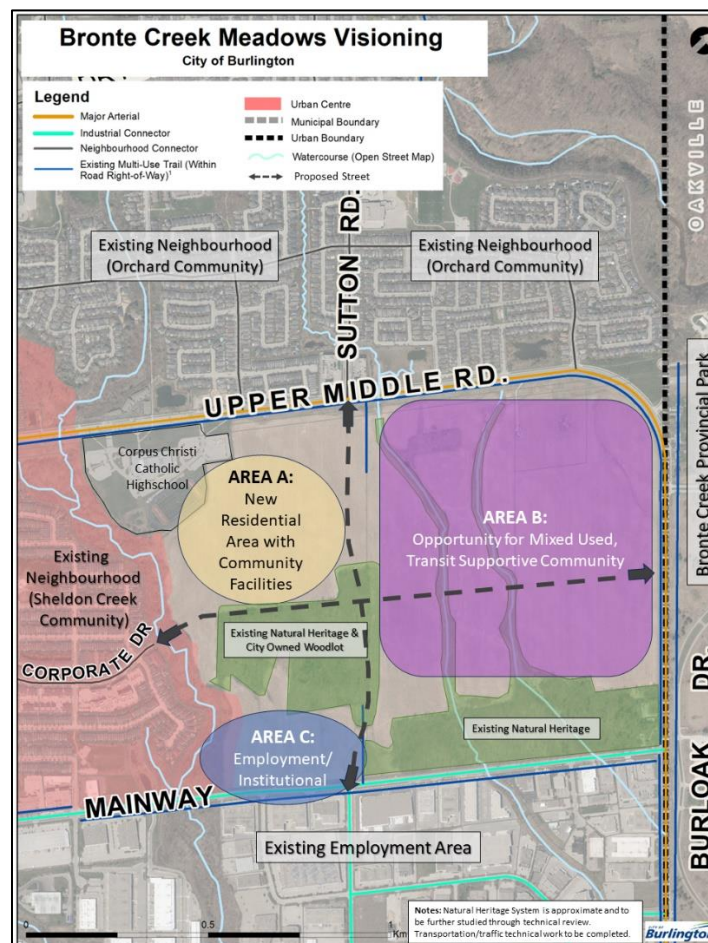 Bronte Creek Meadows Visioning
City of Burlington
Legend
Major Arterial
Industrial Connector
Neighbourhood Connector
Existing Multi-Use Trail (Within
Road Right-of-Way)¹
Urban Centre
Municipal Boundary
Urban Boundary
Watercourse (Open Street Map)
Proposed Street
OAKVILLE
SUTTON RD.
Existing Neighbourhood
(Orchard Community)
Existing Neighbourhood
(Orchard Community)
UPPER MIDDLE RD.
Bronte Creek Provincial Park
Corpus Christi
Catholic
Highschool
AREA A:
New
Residential
Area with
Community
Facilities
AREA B:
Opportunity for Mixed Used,
Transit Supportive Community
Existing
Neighbourhood
(Sheldon Creek
Community)
CORPORATE DR
Existing Natural Heritage &
City Owned Woodlot
BURLOAK DR.
Existing Natural Heritage
AREA C:
Employment/
Institutional
MAINWAY
Existing Employment Area
0
0.5
1
Km
Notes: Natural Heritage System is approximate and to
be further studied through technical review.
Transportation/traffic technical work to be completed.
Burlington